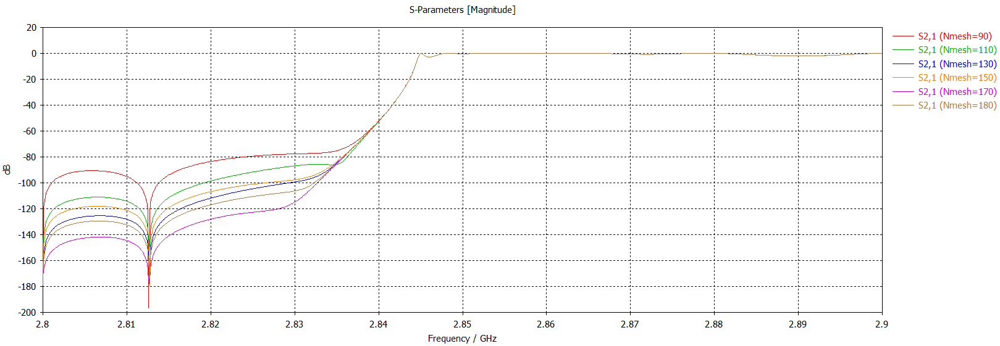 S-Parameters [Magnitude]
20
0
-20
-40
-60
-80
-100
-120
-140
-160
-180
-200
dB
2.8
2.81
2.82
2.83
2.84
2.85
2.86
2.87
2.88
2.89
2.9
Frequency / GHz
S2,1 (Nmesh=90)
S2,1 (Nmesh=110)
S2,1 (Nmesh=130)
S2,1 (Nmesh=150)
S2,1 (Nmesh=170)
S2,1 (Nmesh=180)